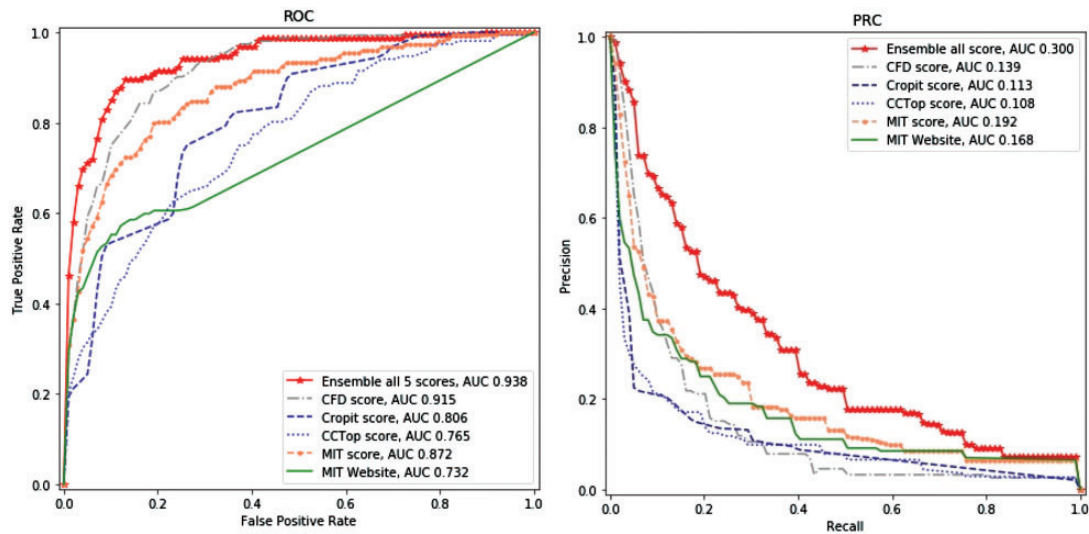 ROC
True Positive Rate
1.0
0.8
0.6
0.4
0.2
0.0
Ensemble all 5 scores, AUC 0.938
CFD score, AUC 0.915
Cropit score, AUC 0.806
CCTop score, AUC 0.765
MIT score, AUC 0.872
MIT Website, AUC 0.732
0.0 0.2 0.4 0.6 0.8 1.0
False Positive Rate
PRC
Precision
1.0
0.8
0.6
0.4
0.2
0.0
Ensemble all score, AUC 0.300
CFD score, AUC 0.139
Cropit score, AUC 0.113
CCTop score, AUC 0.108
MIT score, AUC 0.192
MIT Website, AUC 0.168
0.0 0.2 0.4 0.6 0.8 1.0
Recall